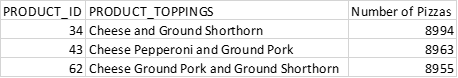 PRODUCT_ID PRODUCT_TOPPINGS Number of Pizzas
34 Cheese and Ground Shorthorn 8994
43 Cheese Pepperoni and Ground Pork 8963
62 Cheese Ground Pork and Ground Shorthorn 8955